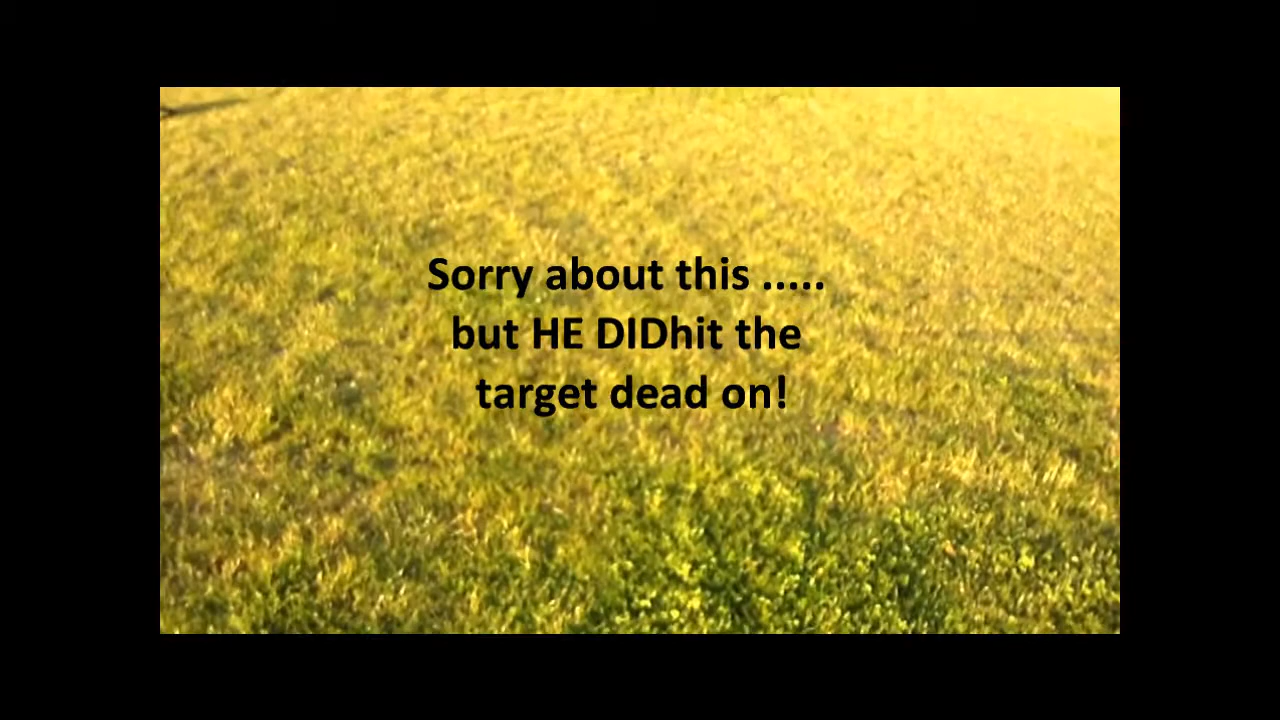 Sorry about this .....
but HE DIDhit the
target dead on!